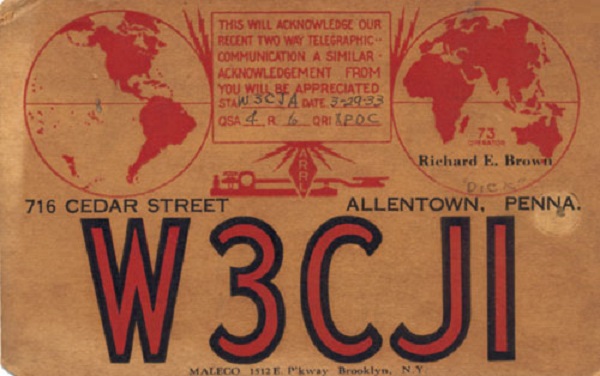 THIS WILL ACKNOWLEDGE OUR
RECENT TWO WAY TELEGRAPHIC
COMMUNICATION A SIMILAR
ACKNOWLEDGEMENT FROM
YOU WILL BE APPRECIATED
STA W3CJA DATE 3-29-33
QSA 4 R 6 QRI XPDC
ARRL
73
OPERATOR
Richard E. Brown
"DICK"
716 CEDAR STREET ALLENTOWN, PENNA.
W3CJI
MALECO 1512 E. P'kway Brooklyn, N.Y.